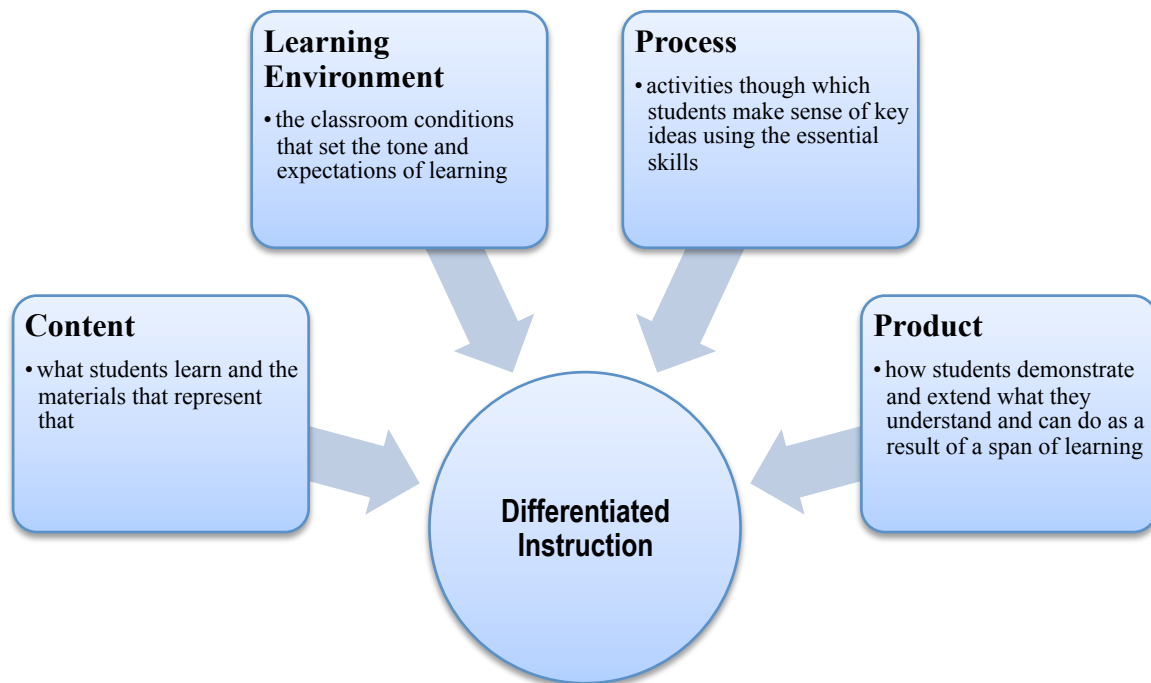 Learning
Environment
• the classroom conditions
that set the tone and
expectations of learning
Process
• activities though which
students make sense of key
ideas using the essential
skills
Content
• what students learn and the
materials that represent
that
Product
• how students demonstrate
and extend what they
understand and can do as a
result of a span of learning
Differentiated
Instruction